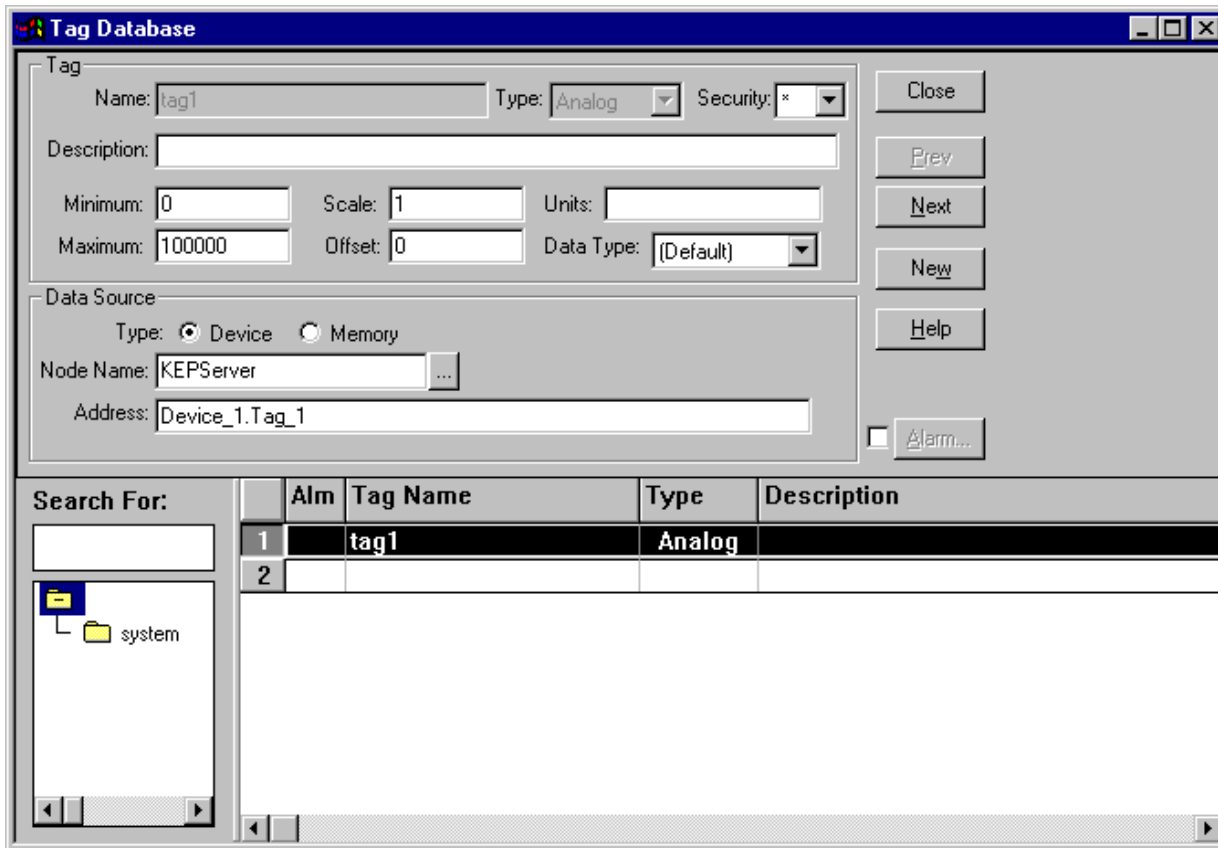 Tag Database
Tag
Name: tag1 Type: Analog Security: *
Close
Description:
Prev
Minimum: 0 Scale: 1 Units:
Next
Maximum: 100000 Offset: 0 Data Type: (Default)
New
Data Source
Type: Device Memory
Help
Node Name: KEPServer ...
Address: Device_1.Tag_1
Alarm...
Search For:
Alm Tag Name Type Description
1 tag1 Analog
2
system